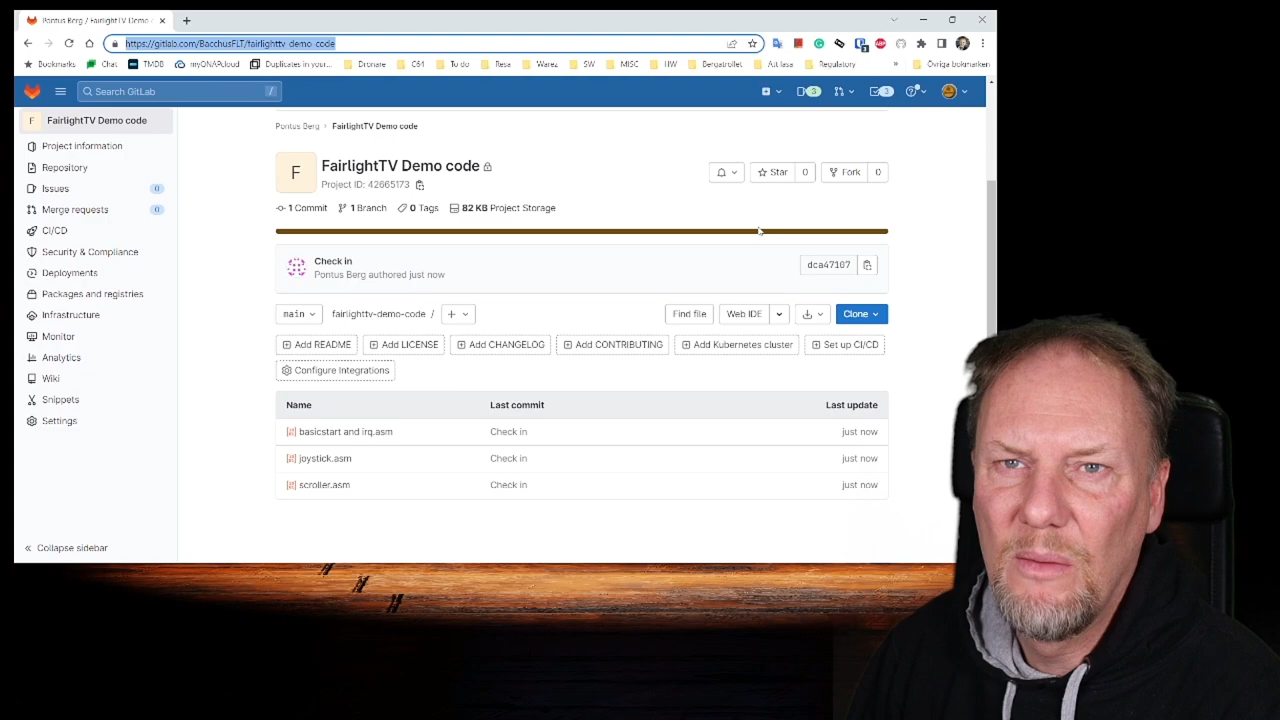 Pontus Berg / FairlightTV Demo
https://gitlab.com/BacchusFLT/fairlighttv-demo-code
Bookmarks Chat TMDB myQNAPcloud Duplicates in your... Dronare C64 To do Resa Warez SW MISC HW Bergatrollet Att läsa Regulatory » Övriga bokmärken
Search GitLab /
3
3
F FairlightTV Demo code
Project information
Repository
Issues 0
Merge requests 0
CI/CD
Security & Compliance
Deployments
Packages and registries
Infrastructure
Monitor
Analytics
Wiki
Snippets
Settings
Collapse sidebar
Pontus Berg › FairlightTV Demo code
F
FairlightTV Demo code
Project ID: 42665173
Star 0 Fork 0
1 Commit 1 Branch 0 Tags 82 KB Project Storage
Check in
Pontus Berg authored just now
dca47107
main fairlighttv-demo-code / + Find file Web IDE Clone
Add README Add LICENSE Add CHANGELOG Add CONTRIBUTING Add Kubernetes cluster Set up CI/CD
Configure Integrations
Name Last commit Last update
basicstart and irq.asm Check in just now
joystick.asm Check in just now
scroller.asm Check in just now